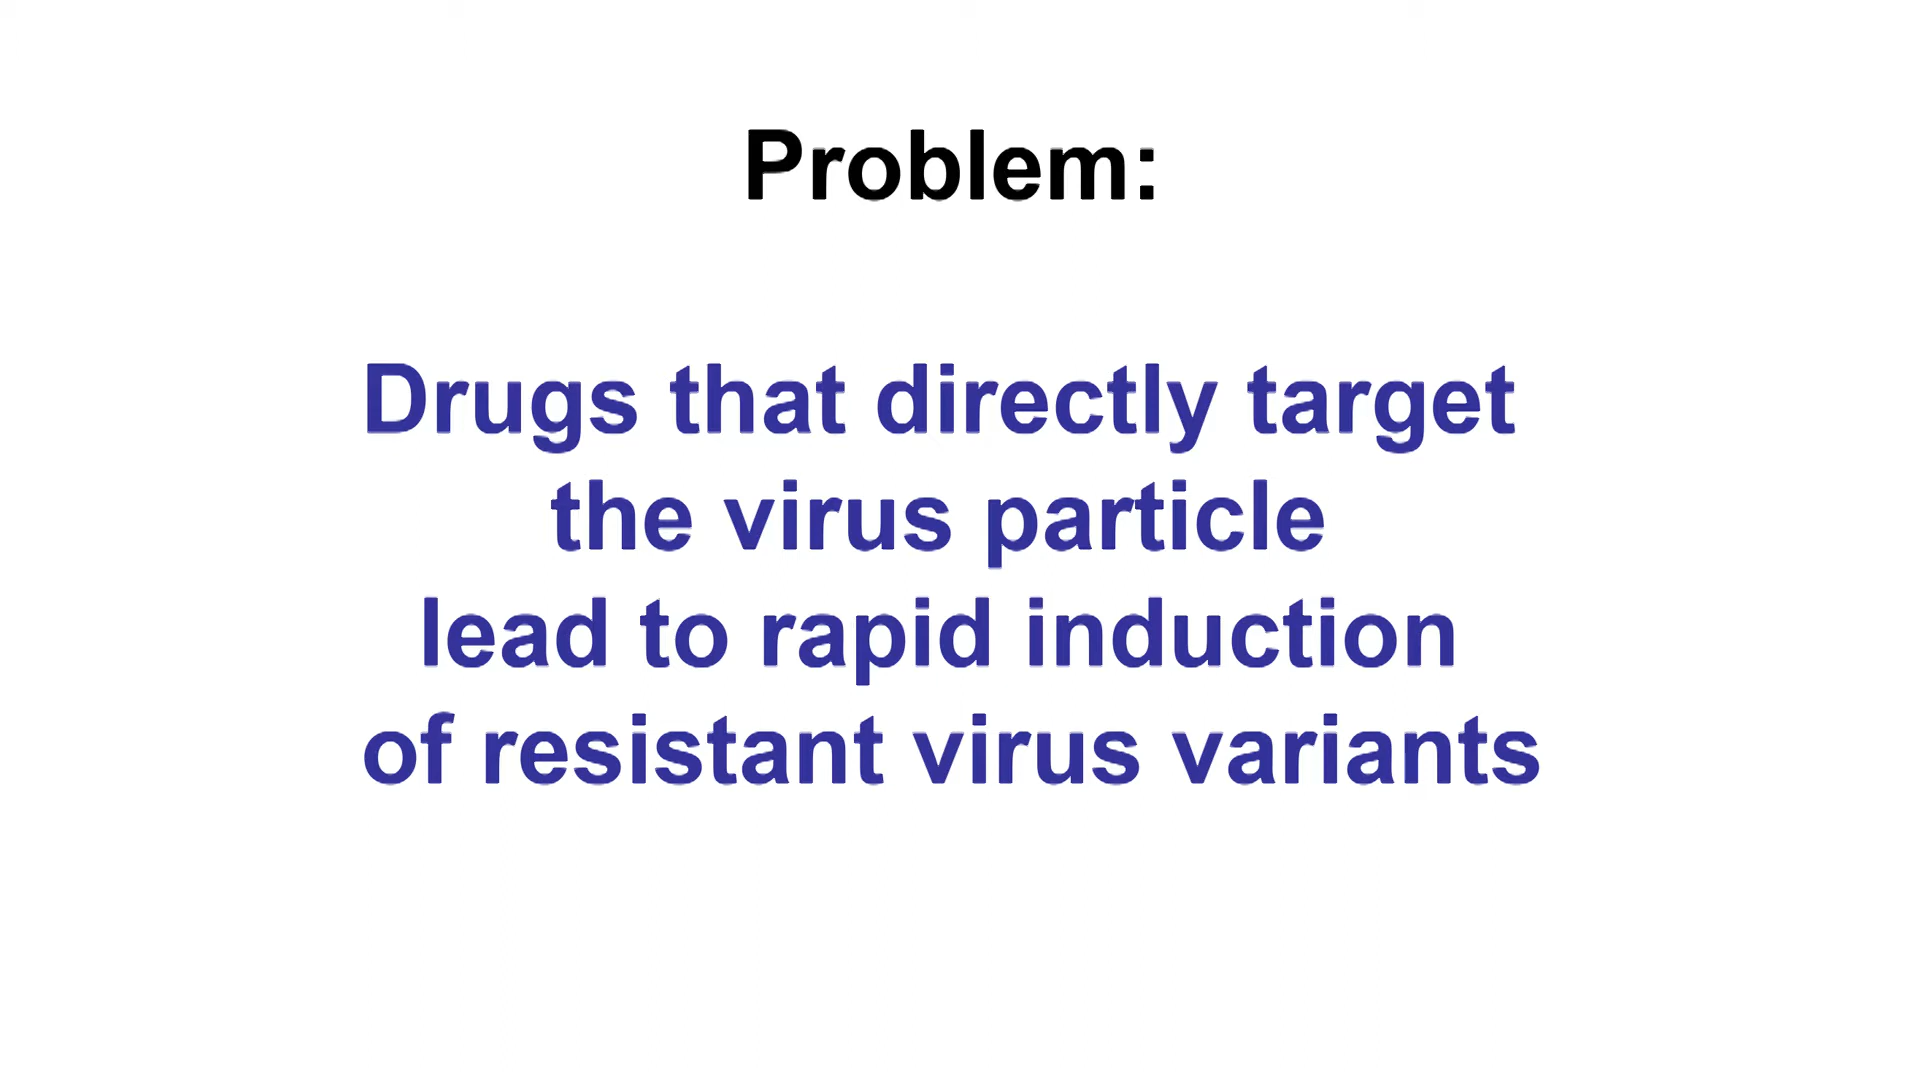 Problem:
Drugs that directly target
the virus particle
lead to rapid induction
of resistant virus variants